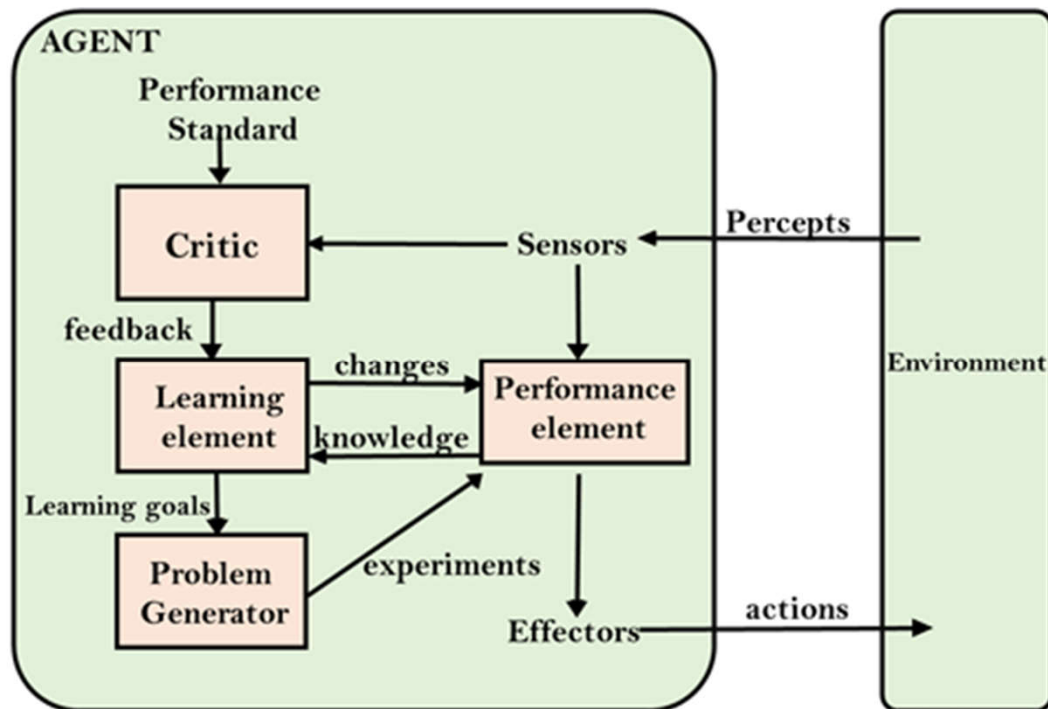 AGENT
Performance
Standard
Critic
Sensors
Percepts
feedback
changes
Environment
Learning
element
Performance
element
knowledge
Learning goals
Problem
Generator
experiments
Effectors
actions